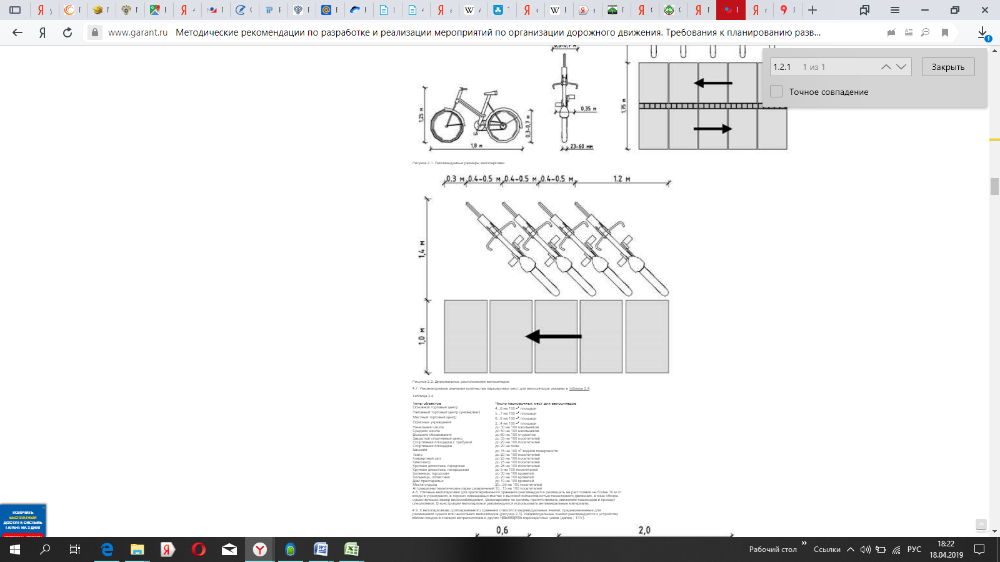 www.garant.ru Методические рекомендации по разработке и реализации мероприятий по организации дорожного движения. Требования к планированию разв...
1
1.2.1 1 из 1
Закрыть
Точное совпадение
1,25 м
1,8 м
0,3-0,7 м
0,35 м
23-60 мм
1,75 м
Рисунок 2.1. Рекомендуемые размеры велопарковки
0.3 м 0.4-0.5 м 0.4-0.5 м 0.4-0.5 м 1.2 м
1,4 м
1,0 м
Рисунок 2.2. Диагональное расположение велосипедов
4.7. Рекомендуемые значения количества парковочных мест для велосипедов указаны в таблице 2.4.
Таблица 2.4.
Типы объектов Число парковочных мест для велосипедов
Основной торговый центр 4...6 на 100 м² площади
Районный торговый центр (универмаг) 5...7 на 100 м² площади
Местный торговый центр 6...8 на 100 м² площади
Офисные учреждения 2...4 на 100 м² площади
Начальная школа до 30 на 100 школьников
Средняя школа до 50 на 100 школьников
Высшего образования до 60 на 100 студентов
Закрытый спортивный центр до 35 на 100 посетителей
Спортивная площадка с трибуной до 20 на 100 посетителей
Спортивная площадка до 20 на поле
Бассейн до 15 на 100 м² водной поверхности
Театр до 20 на 100 посетителей
Концертный зал до 25 на 100 посетителей
Кинотеатр до 25 на 100 посетителей
Крупная дискотека; городская до 25 на 100 посетителей
Крупная дискотека; негородская до 5 на 100 посетителей
Больница, городская до 30 на 100 кроватей
Больница, областная до 20 на 100 кроватей
Дом престарелых до 10 на 100 кроватей
Места отдыха 20...35 на 100 посетителей
Аттракционы/тематические парки развлечений 10...15 на 100 посетителей
4.8. Уличные велопарковки для кратковременного хранения рекомендуется размещать на расстоянии не более 30 м от
входа в учреждения, в хорошо освещенных местах с высокой интенсивностью пешеходного движения, в зоне обзора
существующих камер видеонаблюдения. Велопарковки не должны препятствовать движению пешеходов и проезду
спецтехники. В конструкции велопарковок рекомендуется использовать антивандальные материалы.
4.9. К велопарковкам долговременного хранения относятся индивидуальные ячейки, предназначенные для
размещения одного или нескольких велосипедов (рисунок 2.3). Индивидуальные ячейки рекомендуются к устройству
вблизи входов в станции метрополитена и других транспортно-пересадочных узлов (далее - ТПУ).
0,6 2,0
ПОЛУЧИТЕ
БЕСПЛАТНЫЙ
ДОСТУП К СИСТЕМЕ
ГАРАНТ НА 3 ДНЯ!
Рабочий стол Ссылки РУС
18:22
18.04.2019